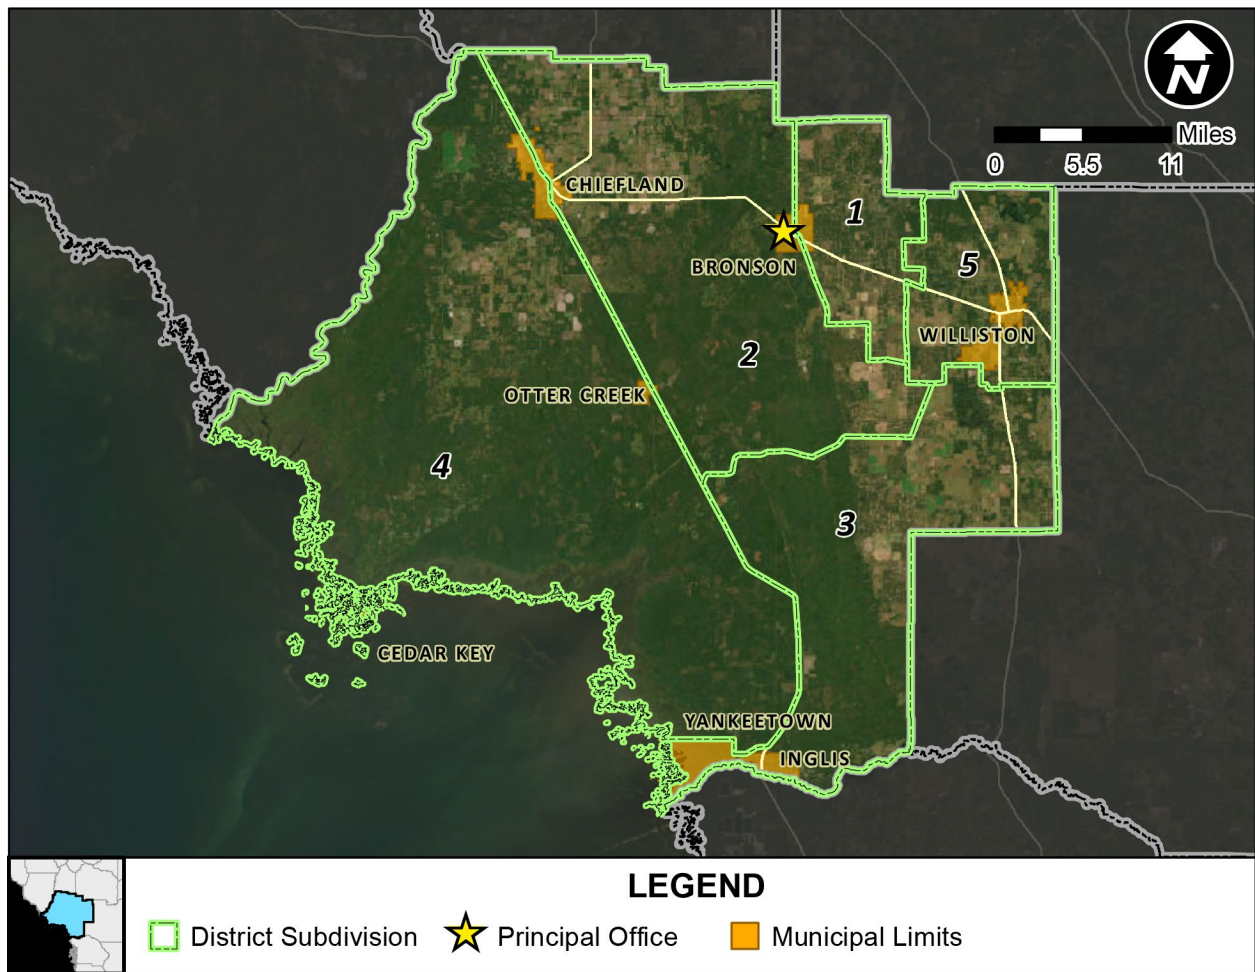 N
Miles
0 5.5 11
CHIEFLAND
1
BRONSON
5
WILLISTON
2
OTTER CREEK
4
3
CEDAR KEY
YANKEETOWN
INGLIS
LEGEND
District Subdivision Principal Office Municipal Limits